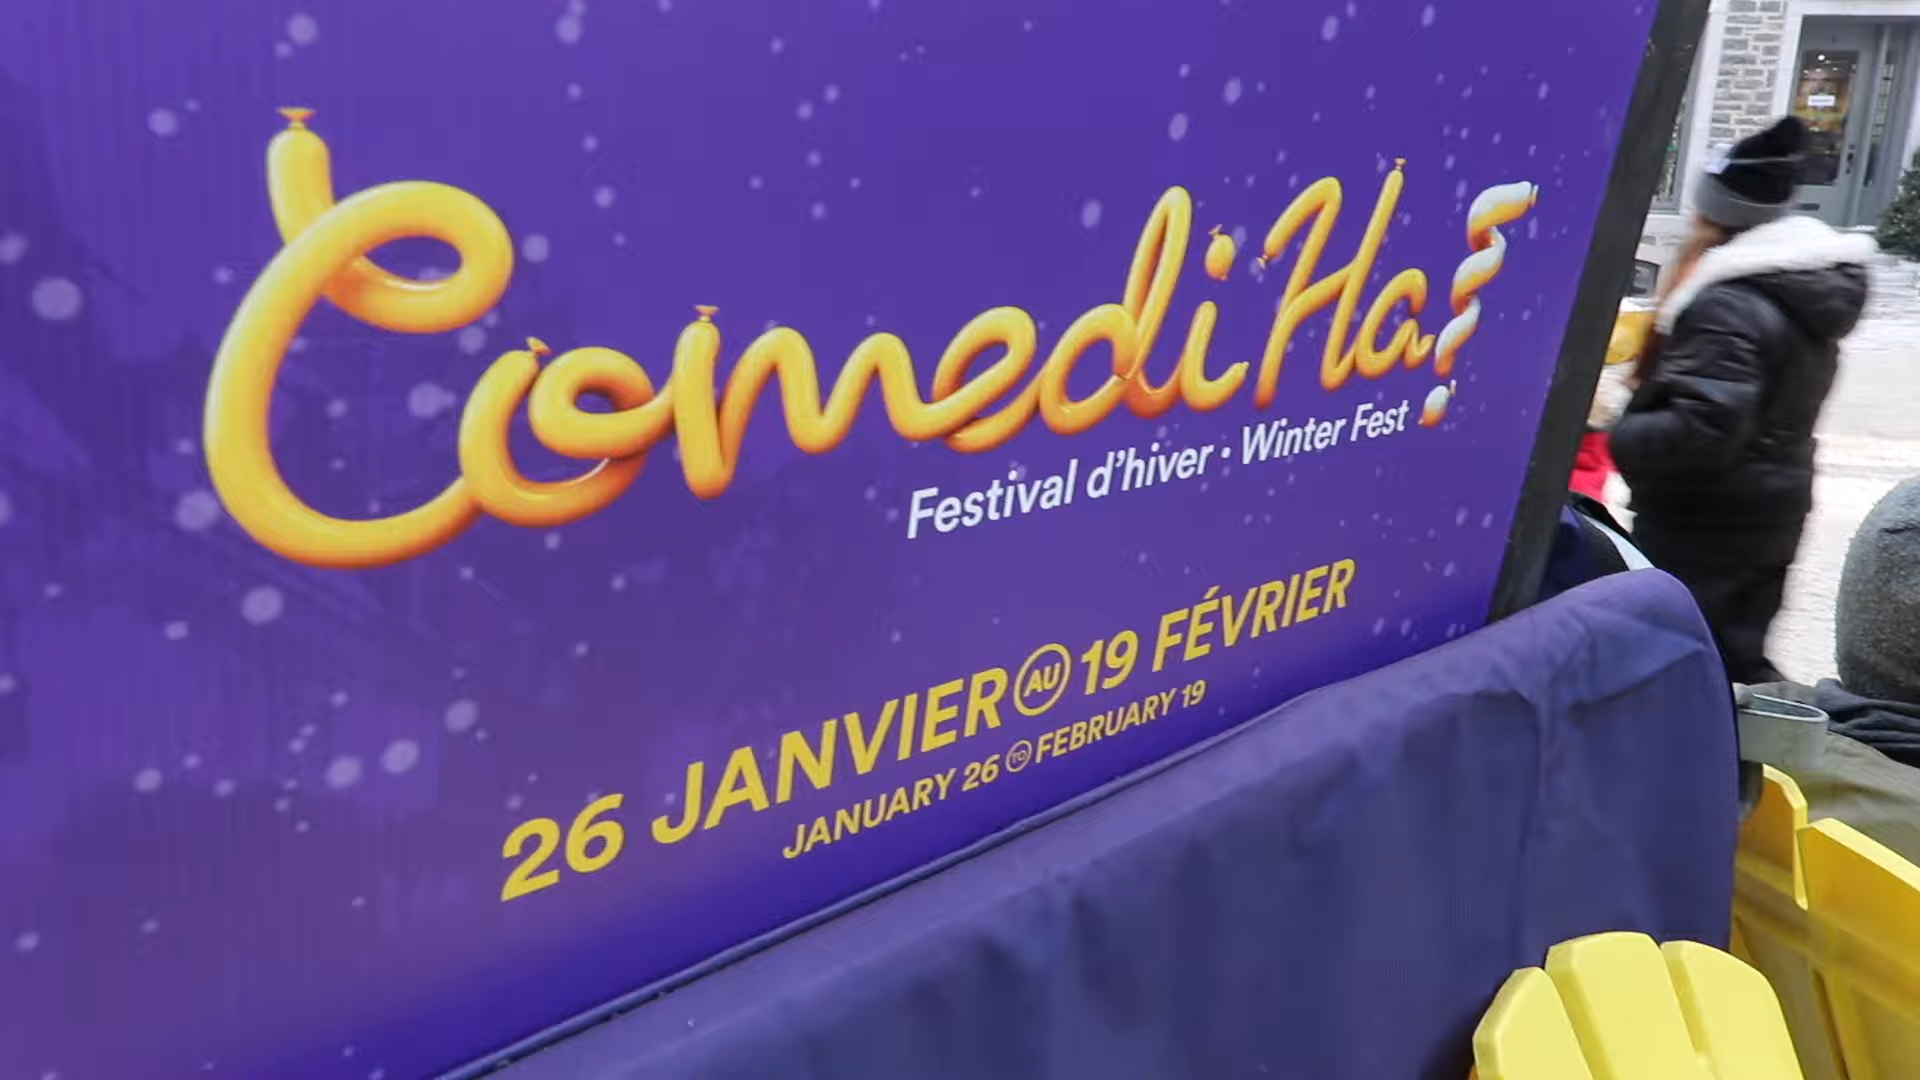 ComediHa!
Festival d'hiver · Winter Fest
26 JANVIER AU 19 FÉVRIER
JANUARY 26 TO FEBRUARY 19